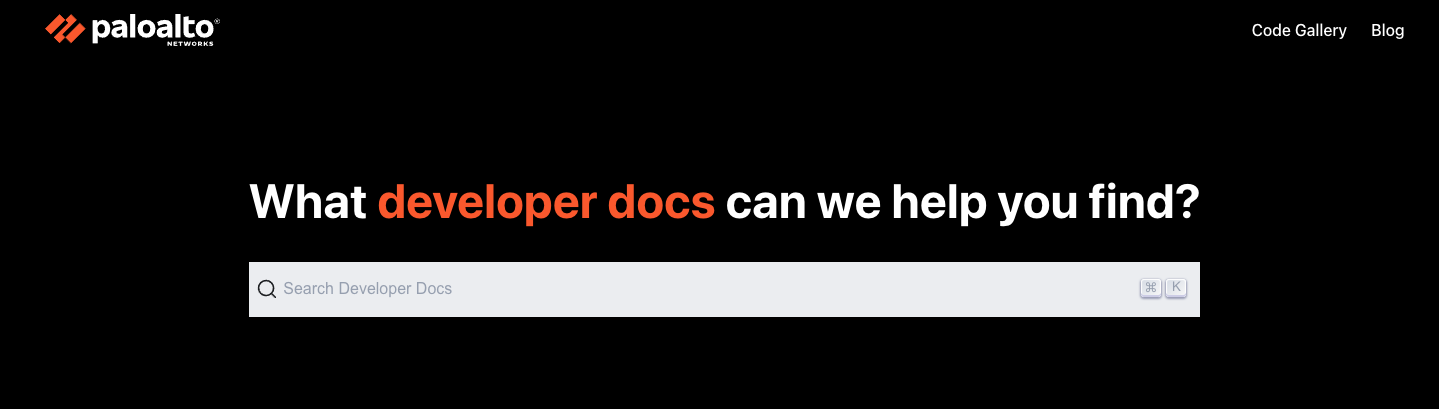 paloalto®
NETWORKS
Code Gallery Blog
What developer docs can we help you find?
Search Developer Docs ⌘ K